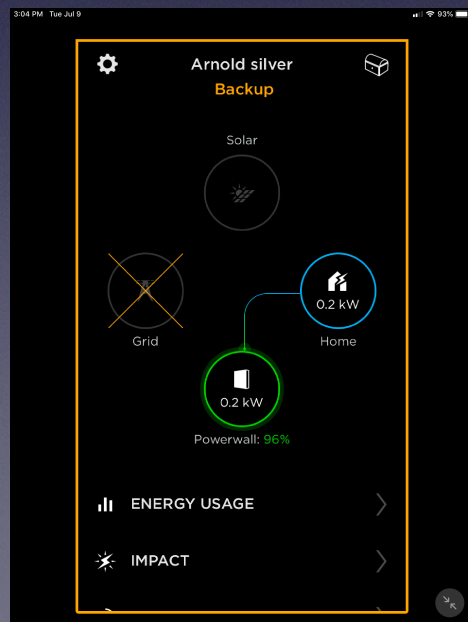 3:04 PM Tue Jul 9
93%
Arnold silver
Backup
Solar
0.2 kW
Grid
Home
0.2 kW
Powerwall: 96%
ENERGY USAGE
IMPACT